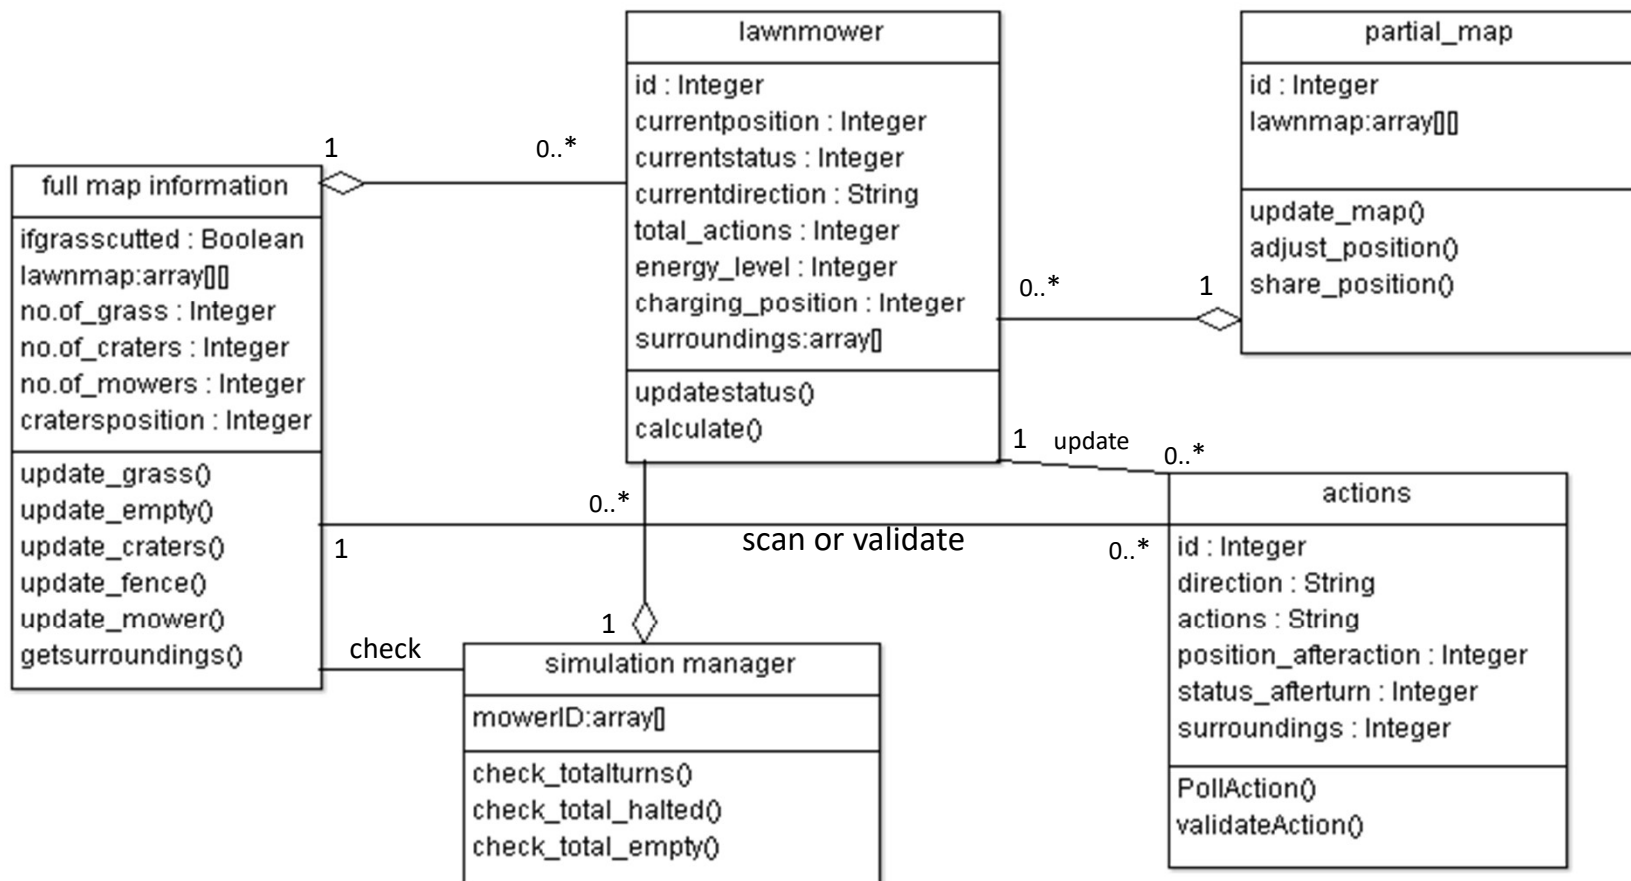 lawnmower
id : Integer
currentposition : Integer
currentstatus : Integer
currentdirection : String
total_actions : Integer
energy_level : Integer
charging_position : Integer
surroundings:array[]
updatestatus()
calculate()
partial_map
id : Integer
lawnmap:array[][]
update_map()
adjust_position()
share_position()
1
0..*
full map information
ifgrasscutted : Boolean
lawnmap:array[][]
no.of_grass : Integer
no.of_craters : Integer
no.of_mowers : Integer
cratersposition : Integer
update_grass()
update_empty()
update_craters()
update_fence()
update_mower()
getsurroundings()
0..*
1
1
update
0..*
0..*
1
scan or validate
0..*
actions
id : Integer
direction : String
actions : String
position_afteraction : Integer
status_afterturn : Integer
surroundings : Integer
PollAction()
validateAction()
1
check
simulation manager
mowerID:array[]
check_totalturns()
check_total_halted()
check_total_empty()